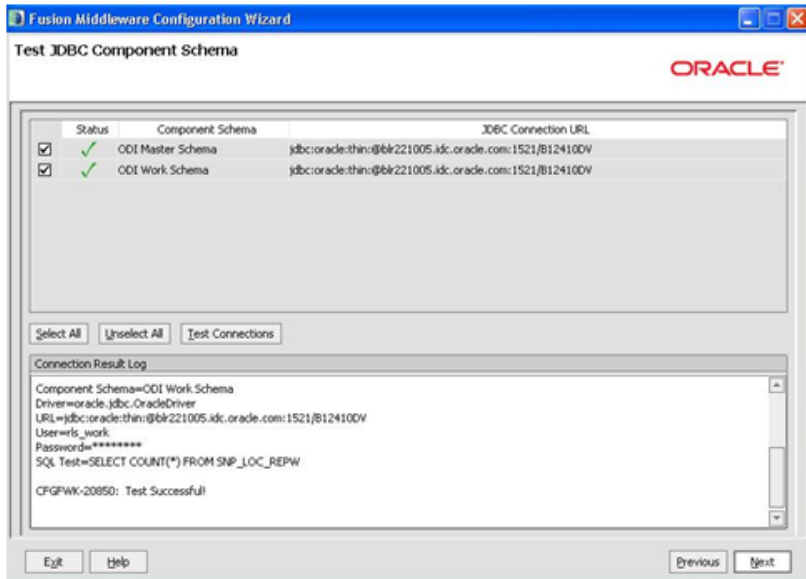 Fusion Middleware Configuration Wizard
Test JDBC Component Schema
ORACLE
Status Component Schema JDBC Connection URL
ODI Master Schema jdbc:oracle:thin:@blr221005.idc.oracle.com:1521/B12410DV
ODI Work Schema jdbc:oracle:thin:@blr221005.idc.oracle.com:1521/B12410DV
Select All Unselect All Test Connections
Connection Result Log
Component Schema=ODI Work Schema
Driver=oracle.jdbc.OracleDriver
URL=jdbc:oracle:thin:@blr221005.idc.oracle.com:1521/B12410DV
User=rls_work
Password=********
SQL Test=SELECT COUNT(*) FROM SNP_LOC_REPW
CFGFWK-20850: Test Successful!
Exit Help Previous Next